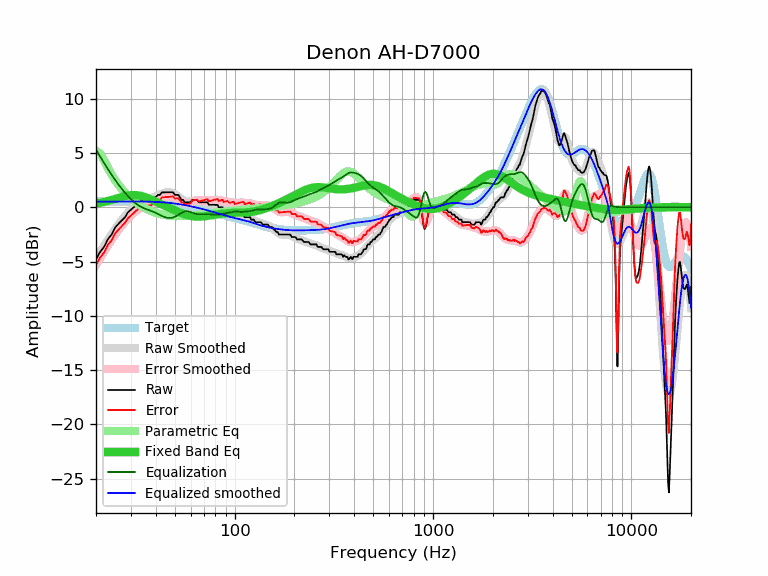 Denon AH-D7000
10
5
0
−5
−10
−15
−20
−25
Amplitude (dBr)
Target
Raw Smoothed
Error Smoothed
Raw
Error
Parametric Eq
Fixed Band Eq
Equalization
Equalized smoothed
100 1000 10000
Frequency (Hz)